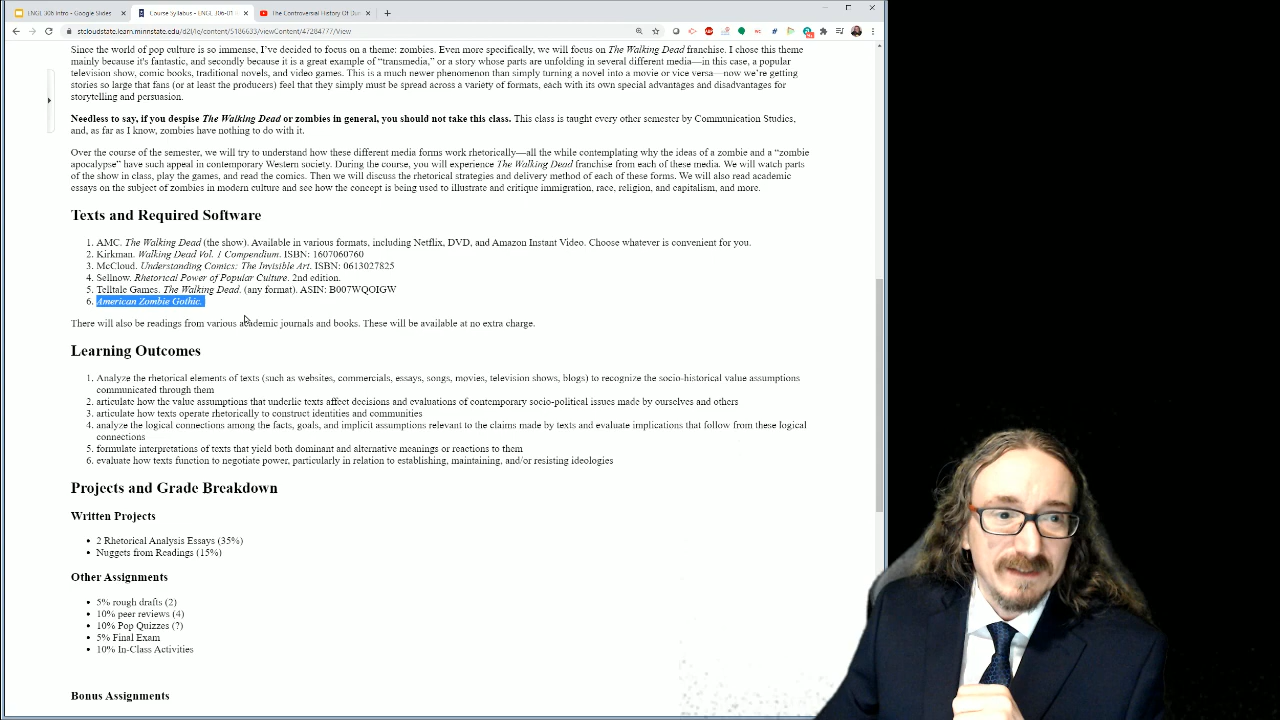 ENGL 306 Intro - Google Slides
Course Syllabus - ENGL 306-01
The Controversial History Of Dun
stcloudstate.learn.minnstate.edu/d2l/le/content/5186633/viewContent/47284777/View
Since the world of pop culture is so immense, I've decided to focus on a theme: zombies. Even more specifically, we will focus on The Walking Dead franchise. I chose this theme
mainly because it's fantastic, and secondly because it is a great example of “transmedia,” or a story whose parts are unfolding in several different media—in this case, a popular
television show, comic books, traditional novels, and video games. This is a much newer phenomenon than simply turning a novel into a movie or vice versa—now we're getting
stories so large that fans (or at least the producers) feel that they simply must be spread across a variety of formats, each with its own special advantages and disadvantages for
storytelling and persuasion.
Needless to say, if you despise The Walking Dead or zombies in general, you should not take this class. This class is taught every other semester by Communication Studies,
and, as far as I know, zombies have nothing to do with it.
Over the course of the semester, we will try to understand how these different media forms work rhetorically—all the while contemplating why the ideas of a zombie and a “zombie
apocalypse” have such appeal in contemporary Western society. During the course, you will experience The Walking Dead franchise from each of these media. We will watch parts
of the show in class, play the games, and read the comics. Then we will discuss the rhetorical strategies and delivery method of each of these forms. We will also read academic
essays on the subject of zombies in modern culture and see how the concept is being used to illustrate and critique immigration, race, religion, and capitalism, and more.
Texts and Required Software
1. AMC. The Walking Dead (the show). Available in various formats, including Netflix, DVD, and Amazon Instant Video. Choose whatever is convenient for you.
2. Kirkman. Walking Dead Vol. 1 Compendium. ISBN: 1607060760
3. McCloud. Understanding Comics: The Invisible Art. ISBN: 0613027825
4. Sellnow. Rhetorical Power of Popular Culture. 2nd edition.
5. Telltale Games. The Walking Dead. (any format). ASIN: B007WQOIGW
6. American Zombie Gothic.
There will also be readings from various academic journals and books. These will be available at no extra charge.
Learning Outcomes
1. Analyze the rhetorical elements of texts (such as websites, commercials, essays, songs, movies, television shows, blogs) to recognize the socio-historical value assumptions
communicated through them
2. articulate how the value assumptions that underlie texts affect decisions and evaluations of contemporary socio-political issues made by ourselves and others
3. articulate how texts operate rhetorically to construct identities and communities
4. analyze the logical connections among the facts, goals, and implicit assumptions relevant to the claims made by texts and evaluate implications that follow from these logical
connections
5. formulate interpretations of texts that yield both dominant and alternative meanings or reactions to them
6. evaluate how texts function to negotiate power, particularly in relation to establishing, maintaining, and/or resisting ideologies
Projects and Grade Breakdown
Written Projects
• 2 Rhetorical Analysis Essays (35%)
• Nuggets from Readings (15%)
Other Assignments
• 5% rough drafts (2)
• 10% peer reviews (4)
• 10% Pop Quizzes (?)
• 5% Final Exam
• 10% In-Class Activities
Bonus Assignments